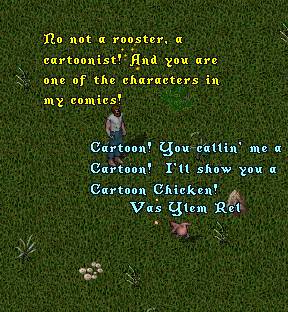 No not a rooster, a
cartoonist! And you are
one of the characters in
my comics!
Cartoon! You callin' me a
Cartoon! I'll show you a
Cartoon Chicken!
Vas Ylem Rel